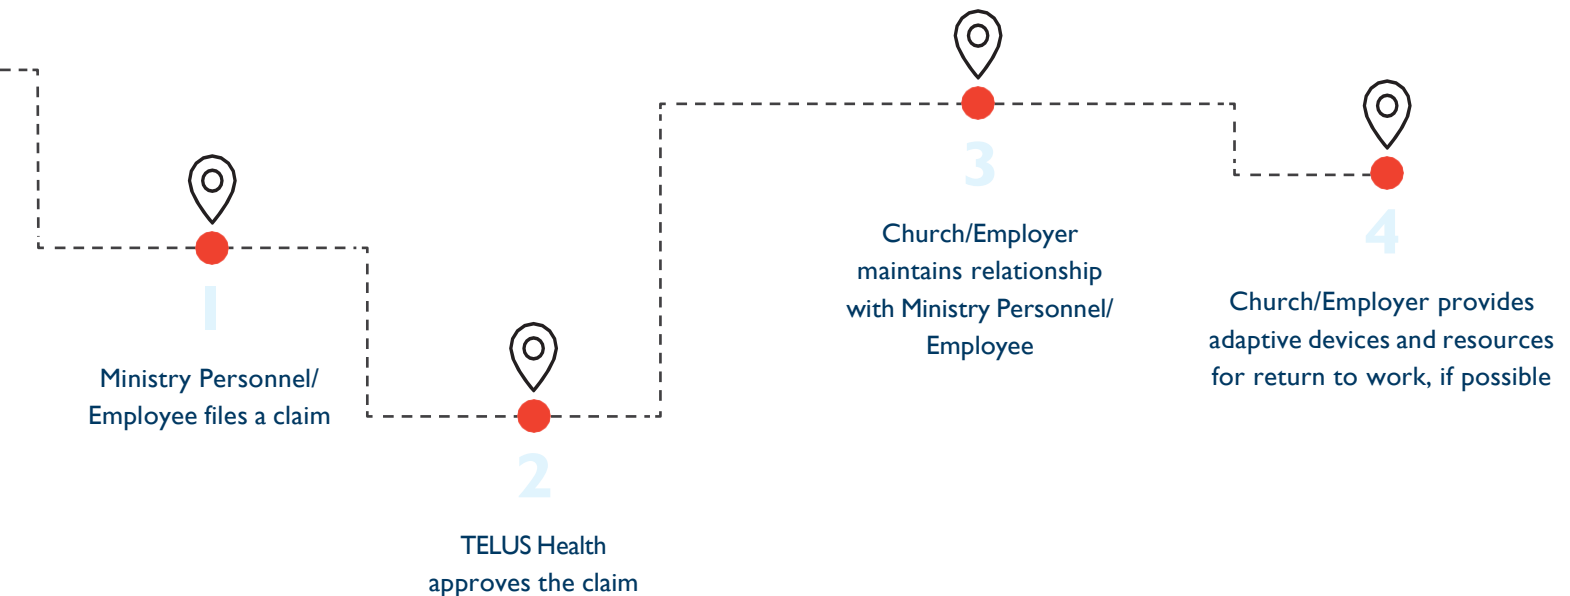 1
Ministry Personnel/
Employee files a claim
2
TELUS Health
approves the claim
3
Church/Employer
maintains relationship
with Ministry Personnel/
Employee
4
Church/Employer provides
adaptive devices and resources
for return to work, if possible